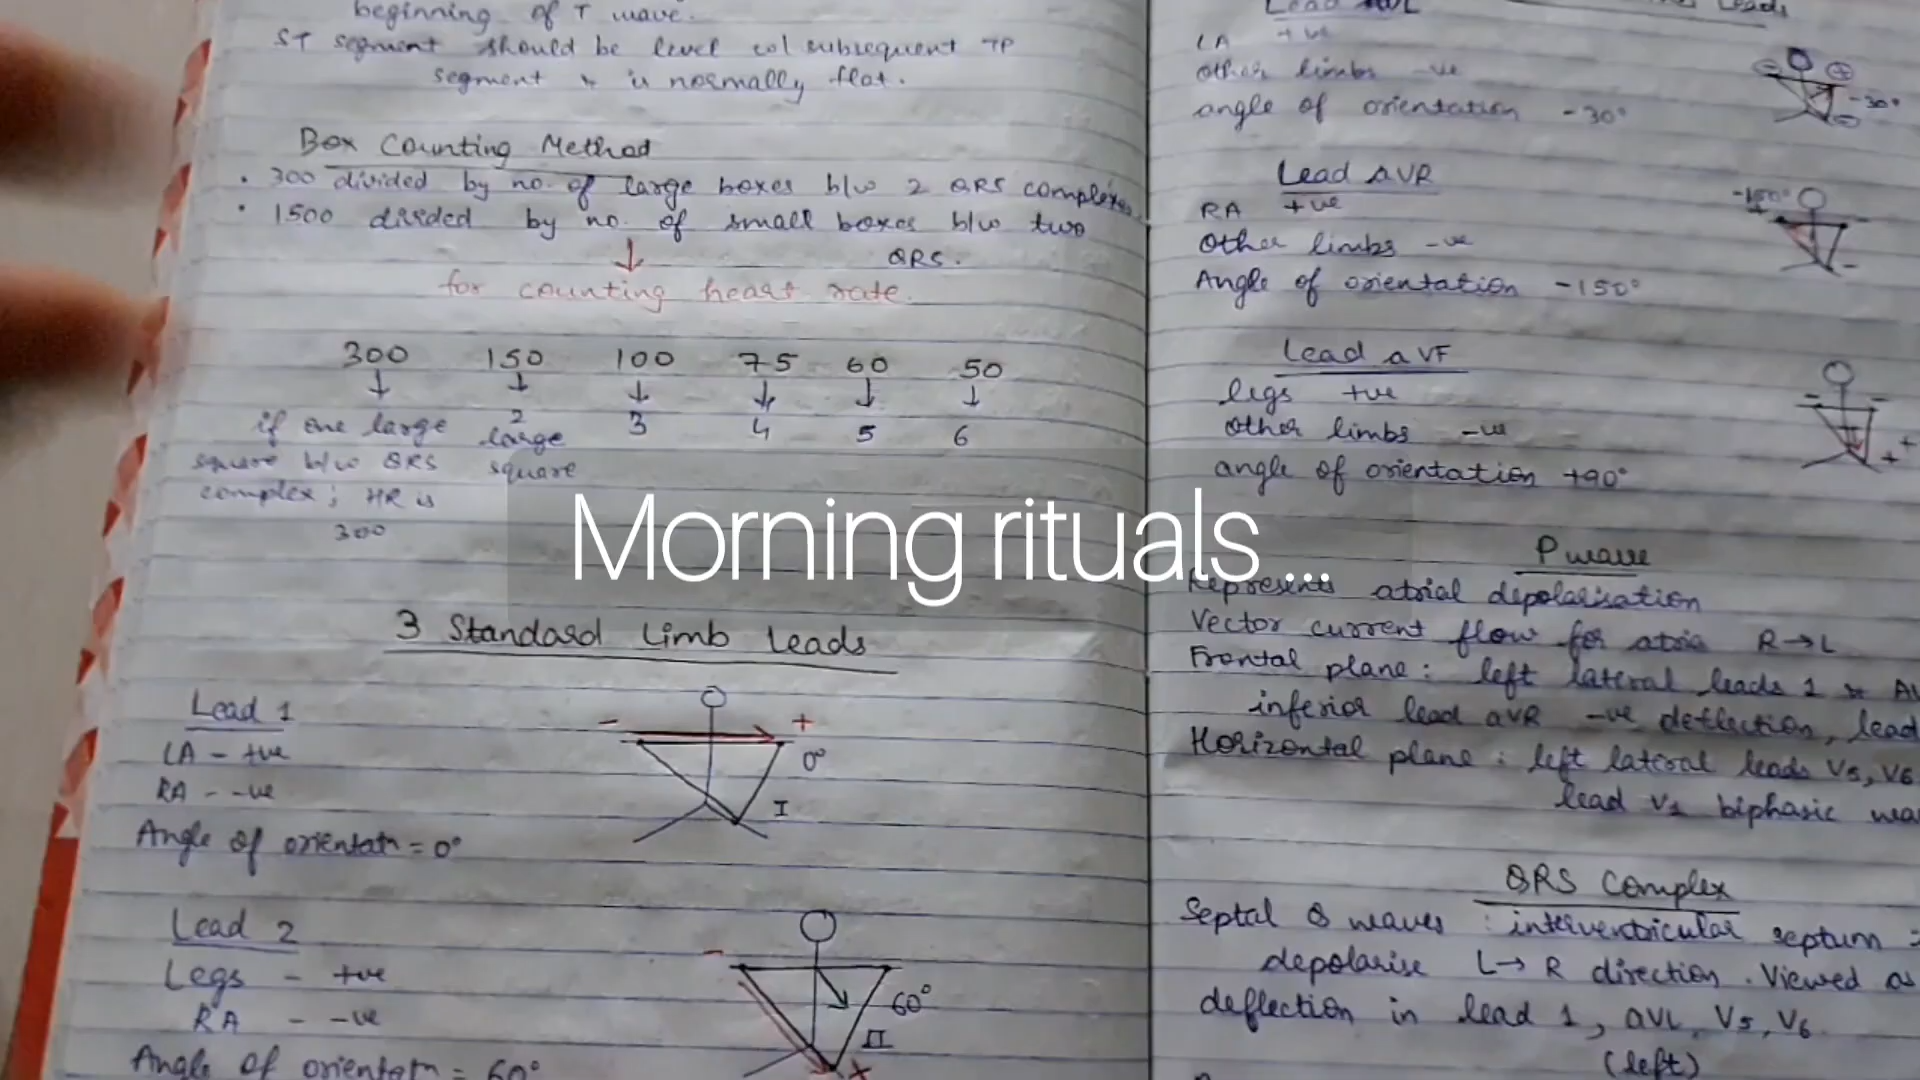 beginning of T wave.
ST segment should be level col subsequent TP
segment & is normally flat.
Box Counting Method
• 300 divided by no. of large boxes b/w 2 QRS complexes
• 1500 divided by no. of small boxes b/w two
QRS.
↓
for counting heart rate.
300 150 100 75 60 50
↓ ↓ ↓ ↓ ↓ ↓
if one large 2 3 4 5 6
square b/w QRS large
complex; HR is square
300
Morning rituals ...
3 Standard Limb Leads
Lead 1
LA - +ve
RA - -ve
Angle of orientatn = 0°
- +
0°
I
Lead 2
Legs - +ve
RA - -ve
Angle of orientatn = 60°
-
60°
II
+
Leads
LA +ve
other limbs -ve
angle of orientation -30°
- +
-30°
-
Lead aVR
RA +ve
Other limbs -ve
Angle of orientation -150°
-150°
+ -
-
Lead aVF
legs +ve
other limbs -ve
angle of orientation +90°
- -
+
+
P wave
Represents atrial depolarisation
Vector current flow for atria R→L
Frontal plane : left lateral leads 1 &
inferior lead aVR -ve deflection, lead
Horizontal plane : left lateral leads V5, V6
lead V1 biphasic
QRS Complex
Septal Q waves : interventricular septum
depolarise L→R direction. Viewed as
deflection in lead 1, aVL, V5, V6
(left)